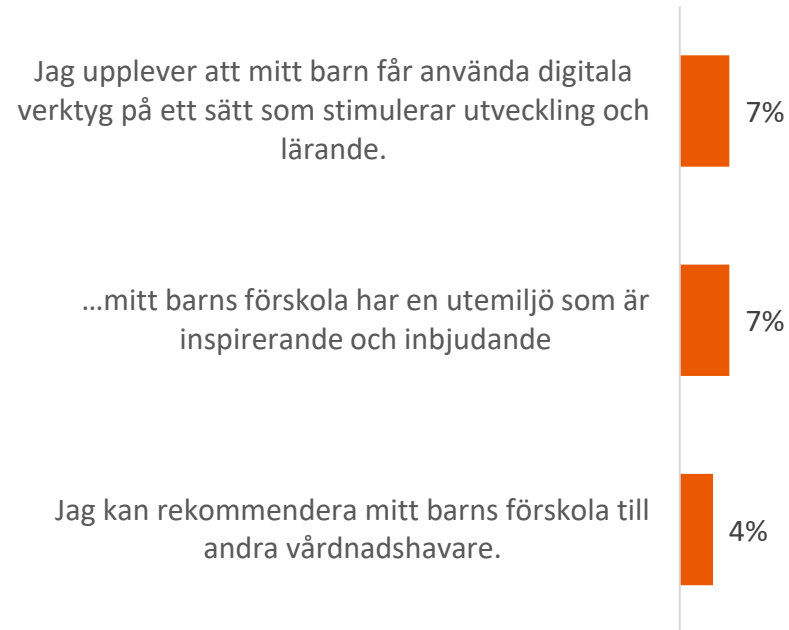 Jag upplever att mitt barn får använda digitala
verktyg på ett sätt som stimulerar utveckling och
lärande.
7%
...mitt barns förskola har en utemiljö som är
inspirerande och inbjudande
7%
Jag kan rekommendera mitt barns förskola till
andra vårdnadshavare.
4%